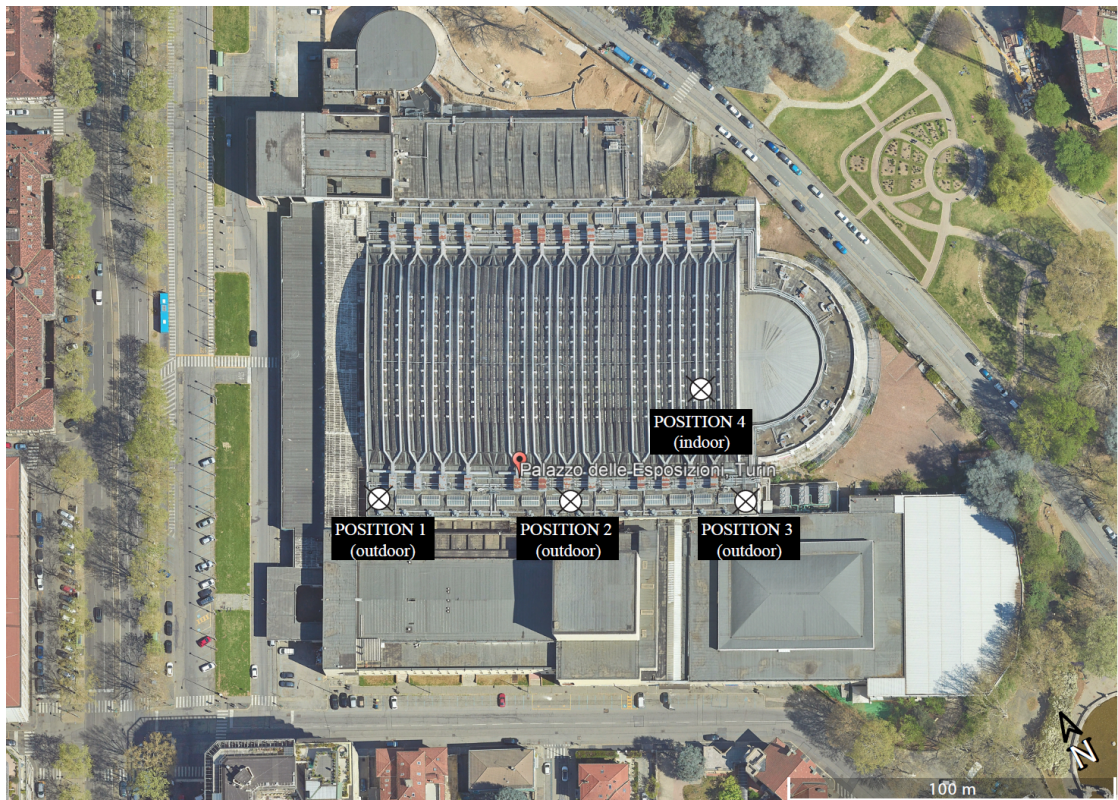 POSITION 4
(indoor)
Palazzo delle Esposizioni, Turin
POSITION 1
(outdoor)
POSITION 2
(outdoor)
POSITION 3
(outdoor)
N
100 m